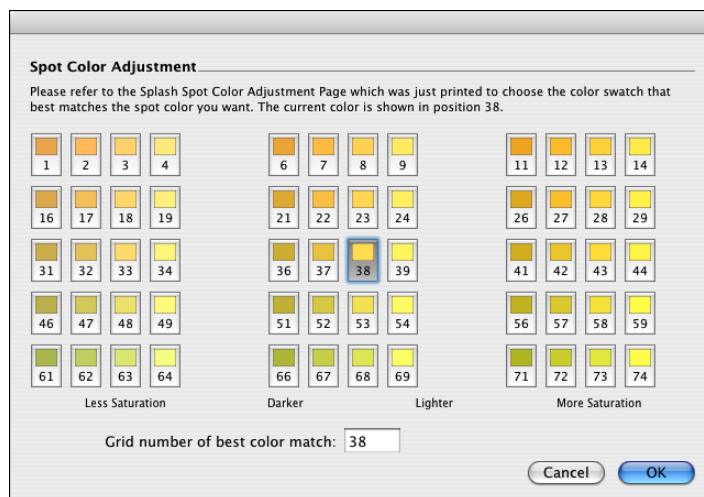 Spot Color Adjustment
Please refer to the Splash Spot Color Adjustment Page which was just printed to choose the color swatch that
best matches the spot color you want. The current color is shown in position 38.
1 2 3 4 6 7 8 9 11 12 13 14
16 17 18 19 21 22 23 24 26 27 28 29
31 32 33 34 36 37 38 39 41 42 43 44
46 47 48 49 51 52 53 54 56 57 58 59
61 62 63 64 66 67 68 69 71 72 73 74
Less Saturation Darker Lighter More Saturation
Grid number of best color match: 38
Cancel OK